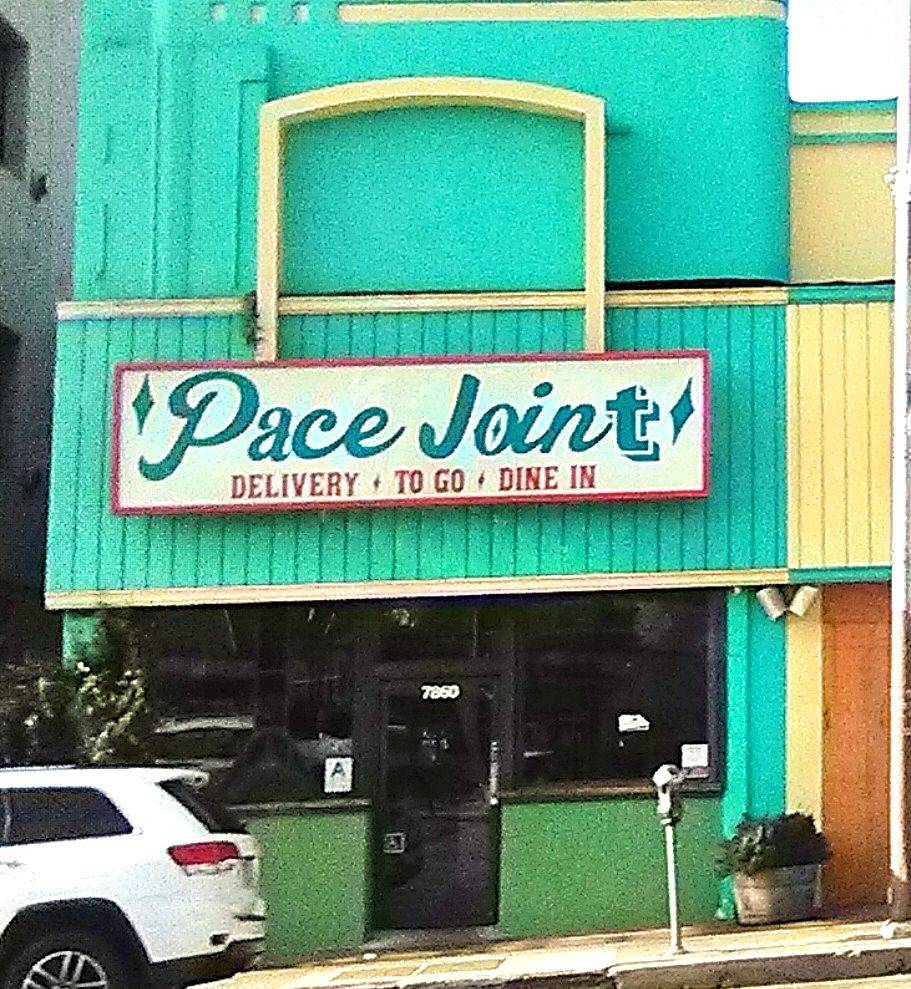 Pace Joint
DELIVERY ♦ TO GO ♦ DINE IN
7860
A